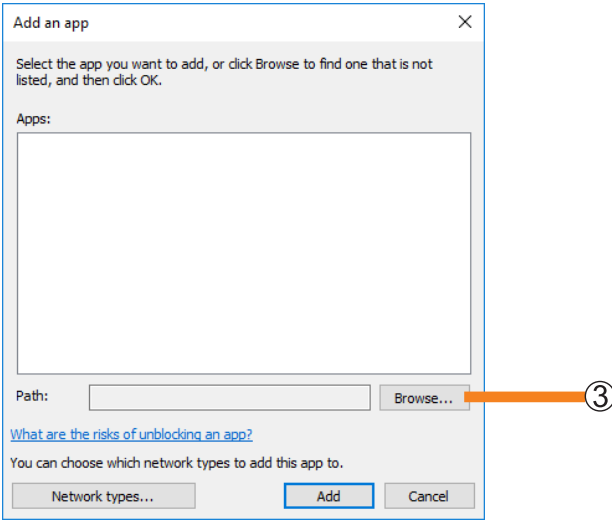 Add an app
Select the app you want to add, or click Browse to find one that is not
listed, and then click OK.
Apps:
Path:
Browse...
③
What are the risks of unblocking an app?
You can choose which network types to add this app to.
Network types...
Add
Cancel